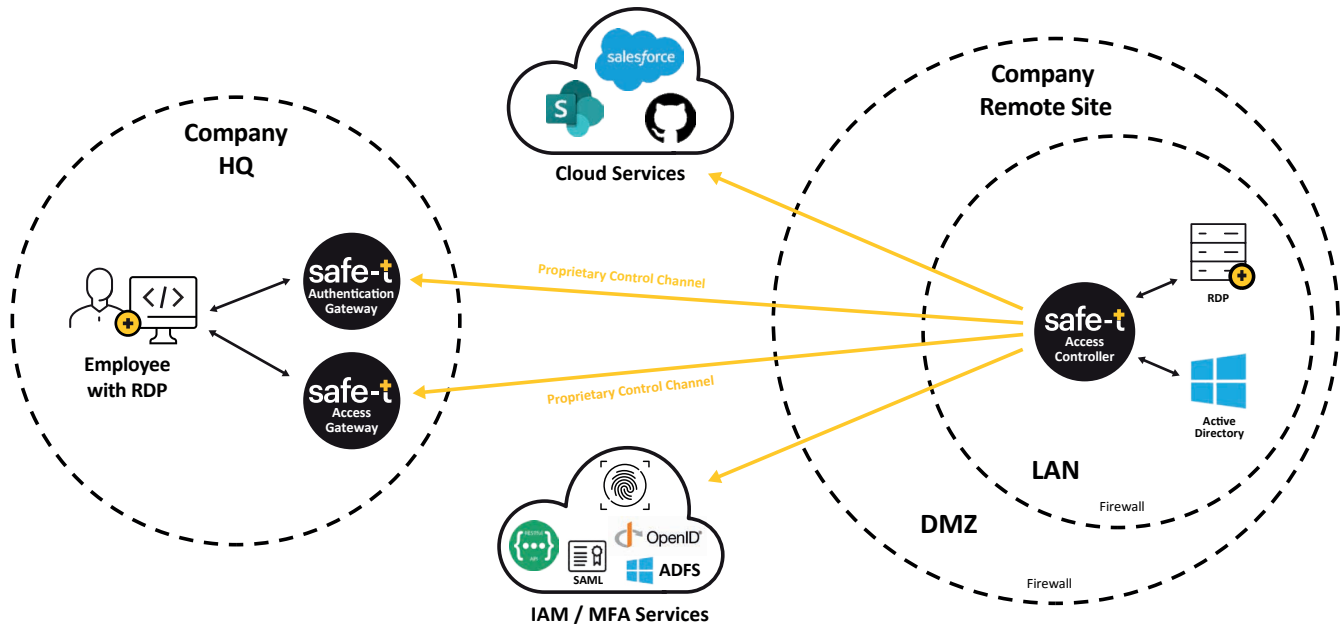 Company
HQ
safe-t
Authentication
Gateway
Employee
with RDP
safe-t
Access
Gateway
salesforce
S
Cloud Services
Proprietary Control Channel
Proprietary Control Channel
OpenID®
SAML
ADFS
IAM / MFA Services
Company
Remote Site
safe-t
Access
Controller
RDP
Active
Directory
LAN
Firewall
DMZ
Firewall